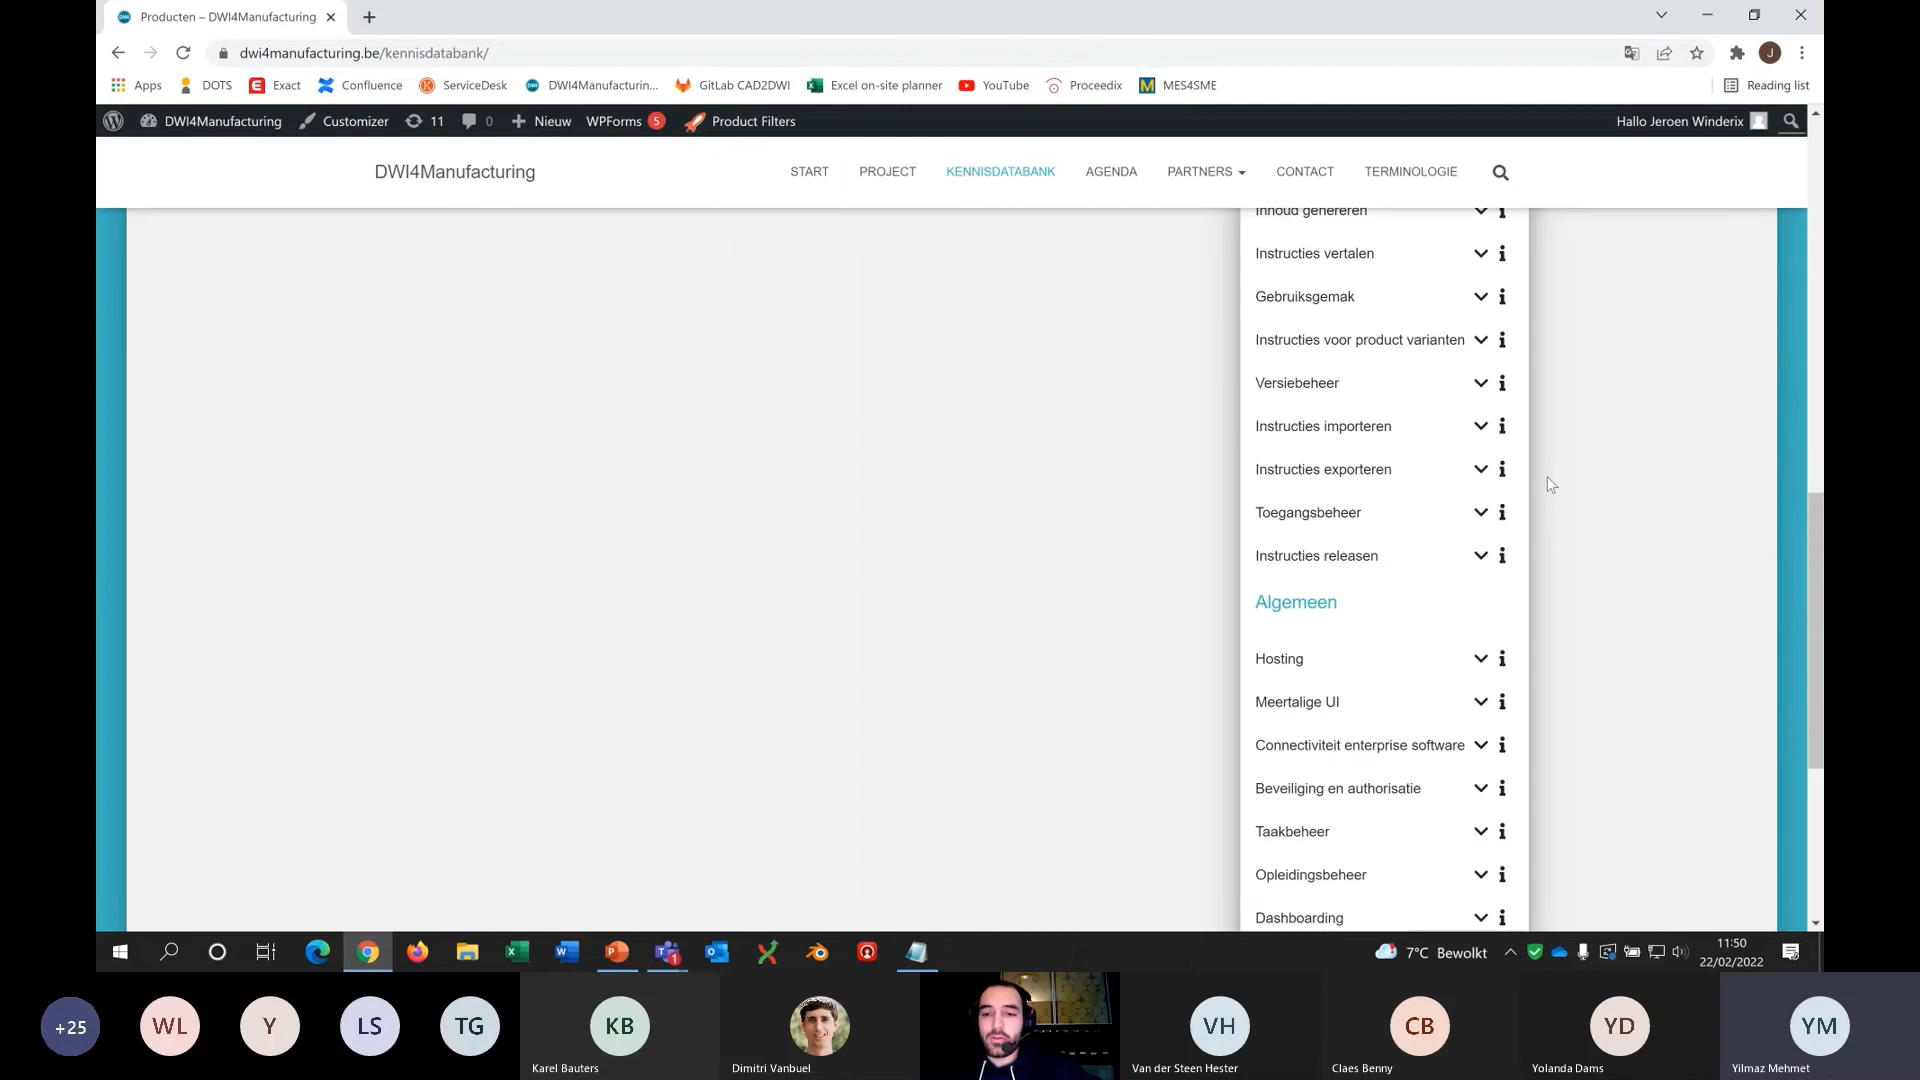 Producten – DWI4Manufacturing
dwi4manufacturing.be/kennisdatabank/
Apps DOTS Exact Confluence ServiceDesk DWI4Manufacturin... GitLab CAD2DWI Excel on-site planner YouTube Proceedix MES4SME Reading list
DWI4Manufacturing Customizer 11 0 Nieuw WPForms 5 Product Filters Hallo Jeroen Winderix
DWI4Manufacturing START PROJECT KENNISDATABANK AGENDA PARTNERS CONTACT TERMINOLOGIE
Inhoud genereren
Instructies vertalen
Gebruiksgemak
Instructies voor product varianten
Versiebeheer
Instructies importeren
Instructies exporteren
Toegangsbeheer
Instructies releasen
Algemeen
Hosting
Meertalige UI
Connectiviteit enterprise software
Beveiliging en authorisatie
Taakbeheer
Opleidingsbeheer
Dashboarding
7°C Bewolkt 11:50
22/02/2022
+25 WL Y LS TG KB VH CB YD YM
Karel Bauters Dimitri Vanbuel Van der Steen Hester Claes Benny Yolanda Dams Yilmaz Mehmet